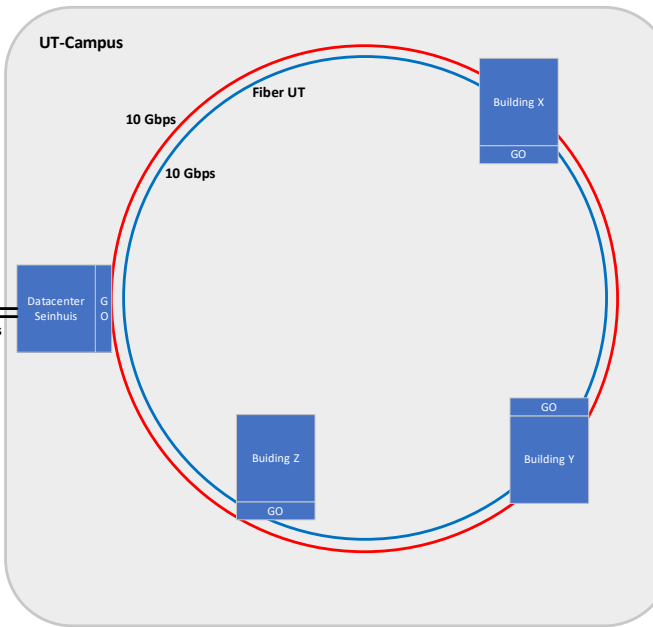 UT-Campus
Fiber UT
10 Gbps
10 Gbps
Building X
GO
Datacenter
Seinhuis
G
O
s
GO
Building Y
Buiding Z
GO